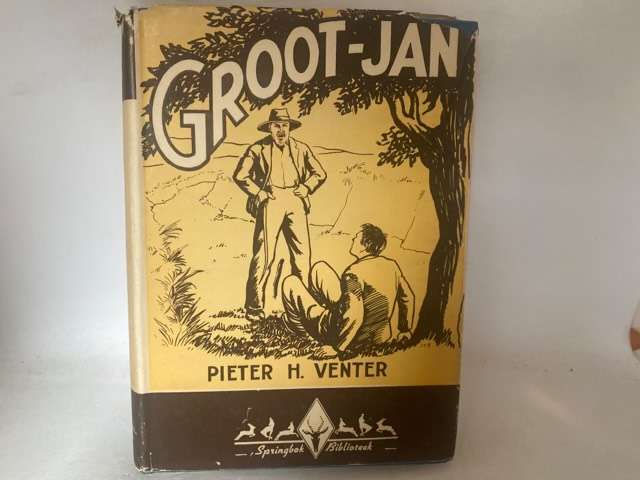 GROOT-JAN
PIETER H. VENTER
Springbok Biblioteek